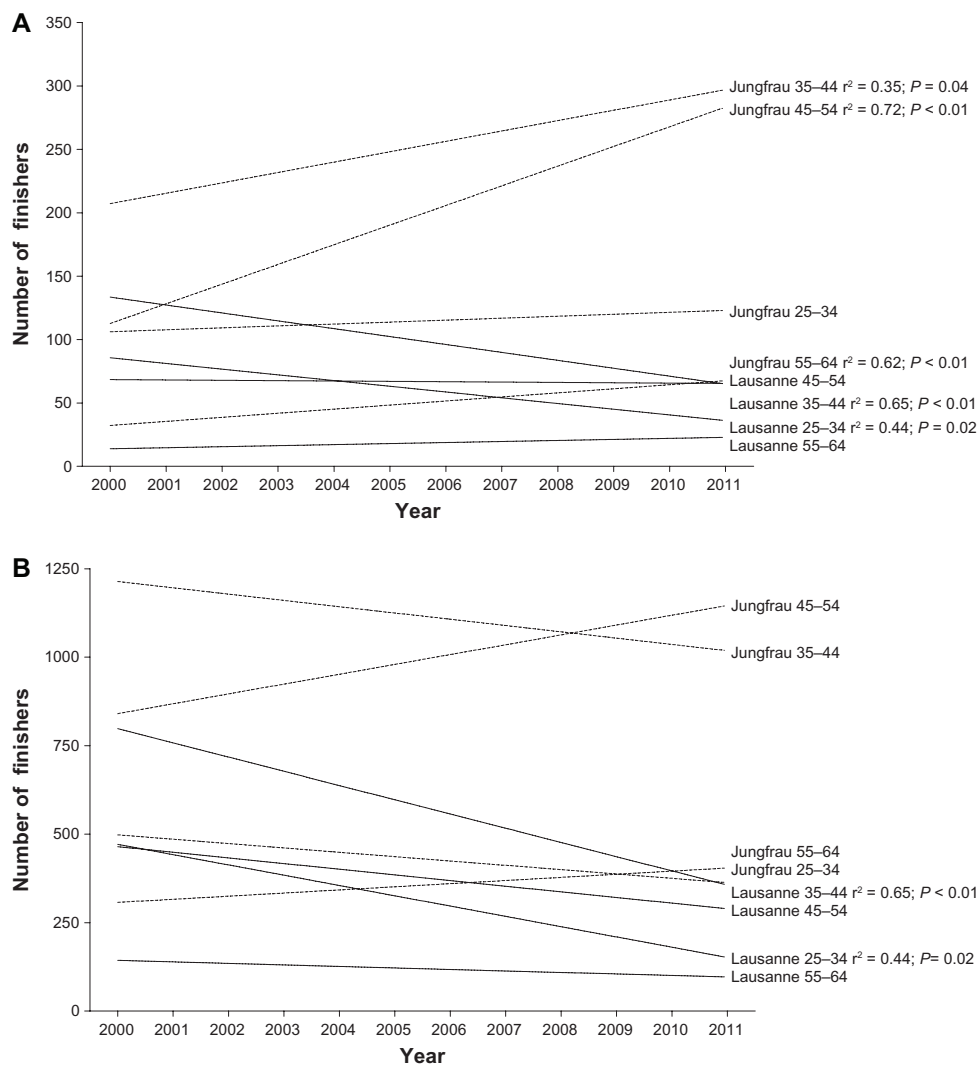 A
350
300
250
200
150
100
50
0
Number of finishers
Jungfrau 35–44 r² = 0.35; P = 0.04
Jungfrau 45–54 r² = 0.72; P < 0.01
Jungfrau 25–34
Jungfrau 55–64 r² = 0.62; P < 0.01
Lausanne 45–54
Lausanne 35–44 r² = 0.65; P < 0.01
Lausanne 25–34 r² = 0.44; P = 0.02
Lausanne 55–64
2000 2001 2002 2003 2004 2005 2006 2007 2008 2009 2010 2011
Year
B
1250
1000
750
500
250
0
Number of finishers
Jungfrau 45–54
Jungfrau 35–44
Jungfrau 55–64
Jungfrau 25–34
Lausanne 35–44 r² = 0.65; P < 0.01
Lausanne 45–54
Lausanne 25–34 r² = 0.44; P= 0.02
Lausanne 55–64
2000 2001 2002 2003 2004 2005 2006 2007 2008 2009 2010 2011
Year